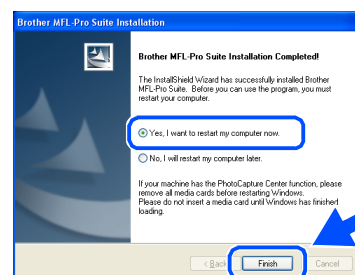 Brother MFL-Pro Suite Installation
Brother MFL-Pro Suite Installation Completed!
The InstallShield Wizard has successfully installed Brother
MFL-Pro Suite. Before you can use the program, you must
restart your computer.
Yes, I want to restart my computer now.
No, I will restart my computer later.
If your machine has the PhotoCapture Center function, please
remove all media cards before restarting Windows.
Please do not insert a media card until Windows has finished
loading.
< Back Finish Cancel